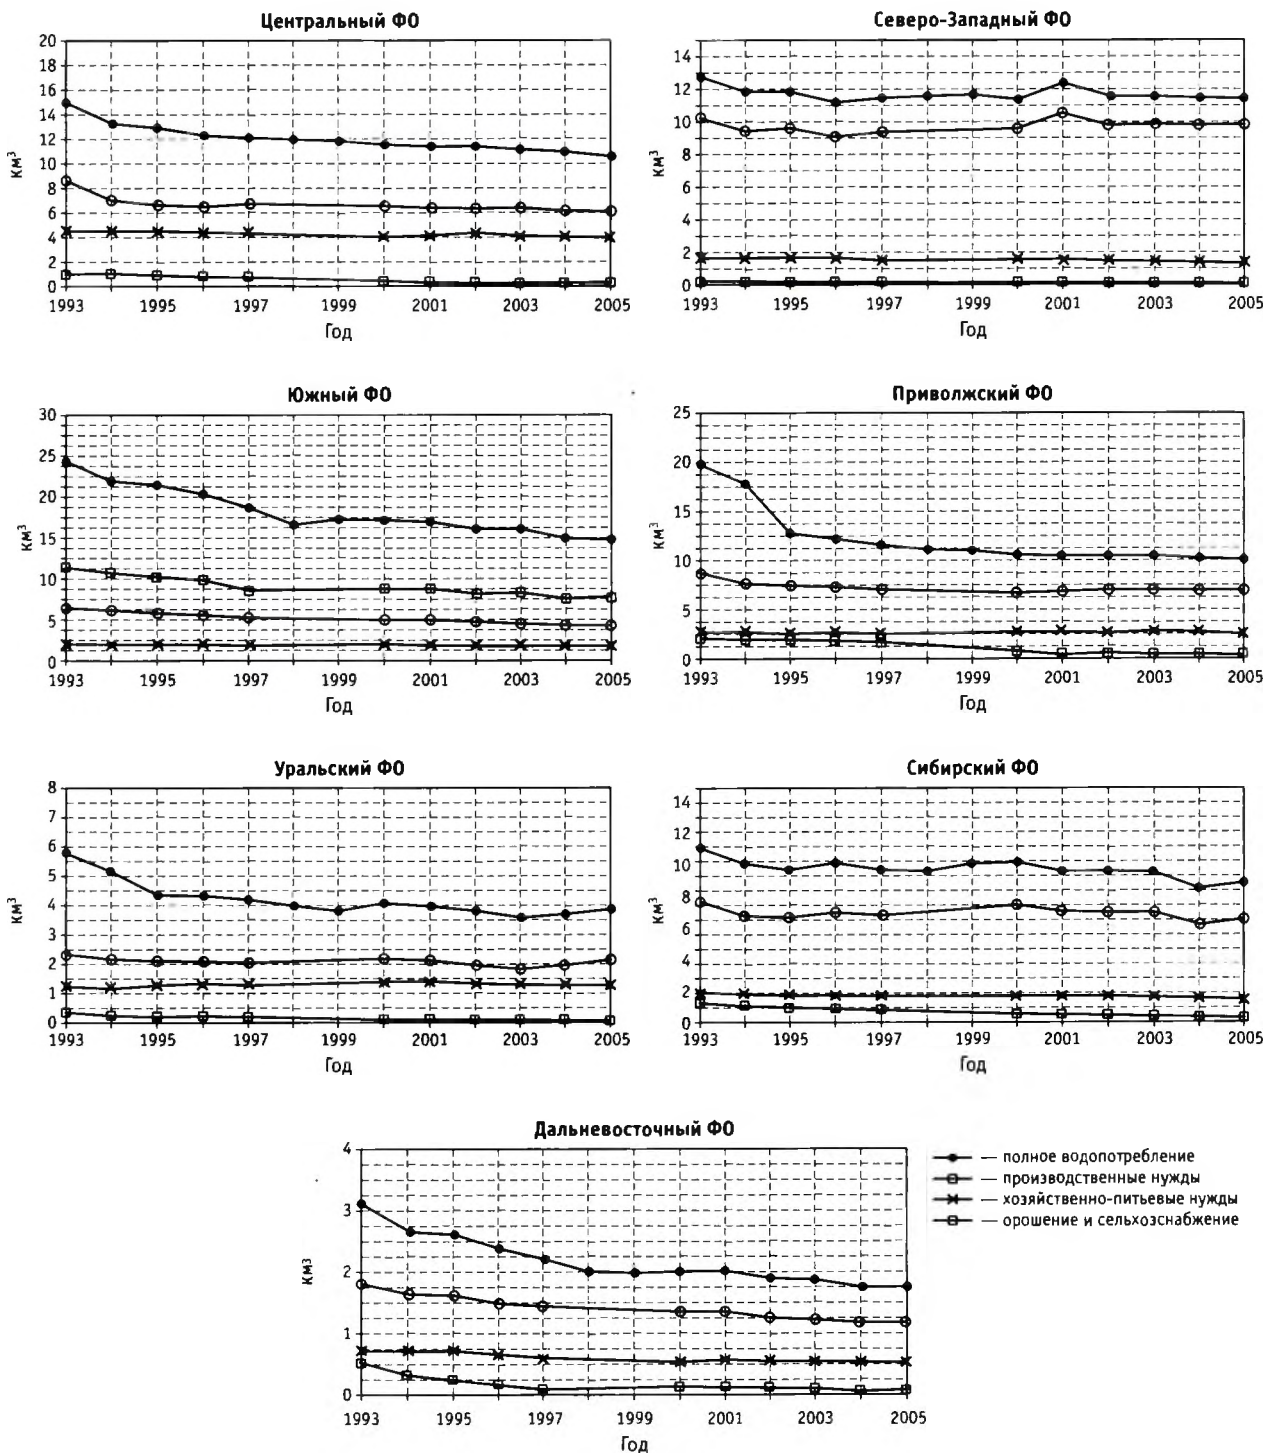 Центральный ФО
20
18
16
14
12
10
8
6
4
2
0
км³
1993 1995 1997 1999 2001 2003 2005
Год
Северо-Западный ФО
14
12
10
8
6
4
2
0
км³
1993 1995 1997 1999 2001 2003 2005
Год
Южный ФО
30
25
20
15
10
5
0
км³
1993 1995 1997 1999 2001 2003 2005
Год
Приволжский ФО
25
20
15
10
5
0
км³
1993 1995 1997 1999 2001 2003 2005
Год
Уральский ФО
8
7
6
5
4
3
2
1
0
км³
1993 1995 1997 1999 2001 2003 2005
Год
Сибирский ФО
14
12
10
8
6
4
2
0
км³
1993 1995 1997 1999 2001 2003 2005
Год
Дальневосточный ФО
4
3
2
1
0
км³
1993 1995 1997 1999 2001 2003 2005
Год
— полное водопотребление
— производственные нужды
— хозяйственно-питьевые нужды
— орошение и сельхозснабжение